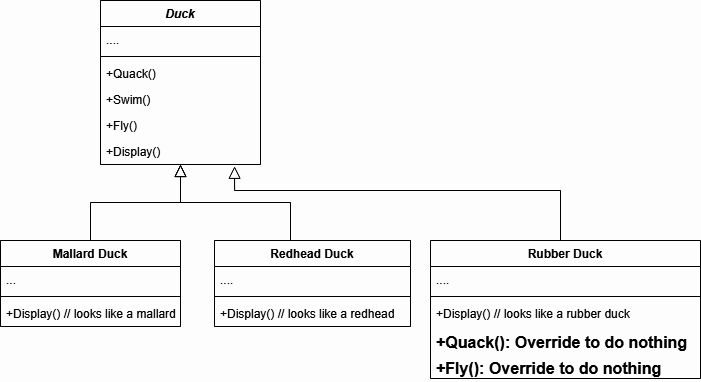 Duck
....
+Quack()
+Swim()
+Fly()
+Display()
Mallard Duck
...
+Display() // looks like a mallard
Redhead Duck
....
+Display() // looks like a redhead
Rubber Duck
....
+Display() // looks like a rubber duck
+Quack(): Override to do nothing
+Fly(): Override to do nothing